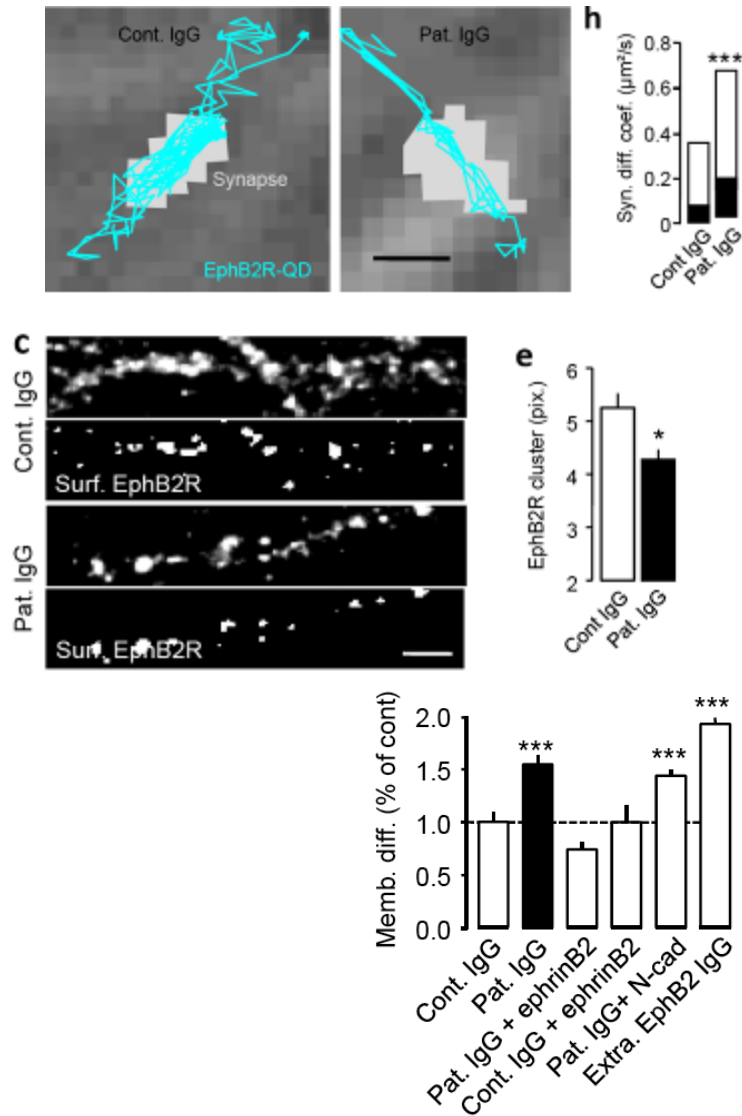 Cont. IgG
Pat. IgG
Synapse
EphB2R-QD
h
Syn. diff. coef. (µm²/s)
0.8
0.6
0.4
0.2
0
***
Cont IgG
Pat. IgG
c
Cont. IgG
Surf. EphB2R
Pat. IgG
Surf. EphB2R
e
EphB2R cluster (pix.)
6
5
4
3
2
*
Cont IgG
Pat. IgG
Memb. diff. (% of cont)
2.0
1.5
1.0
0.5
0.0
***
***
***
Cont. IgG
Pat. IgG
Pat. IgG + ephrinB2
Cont. IgG + ephrinB2
Pat. IgG+ N-cad
Extra. EphB2 IgG